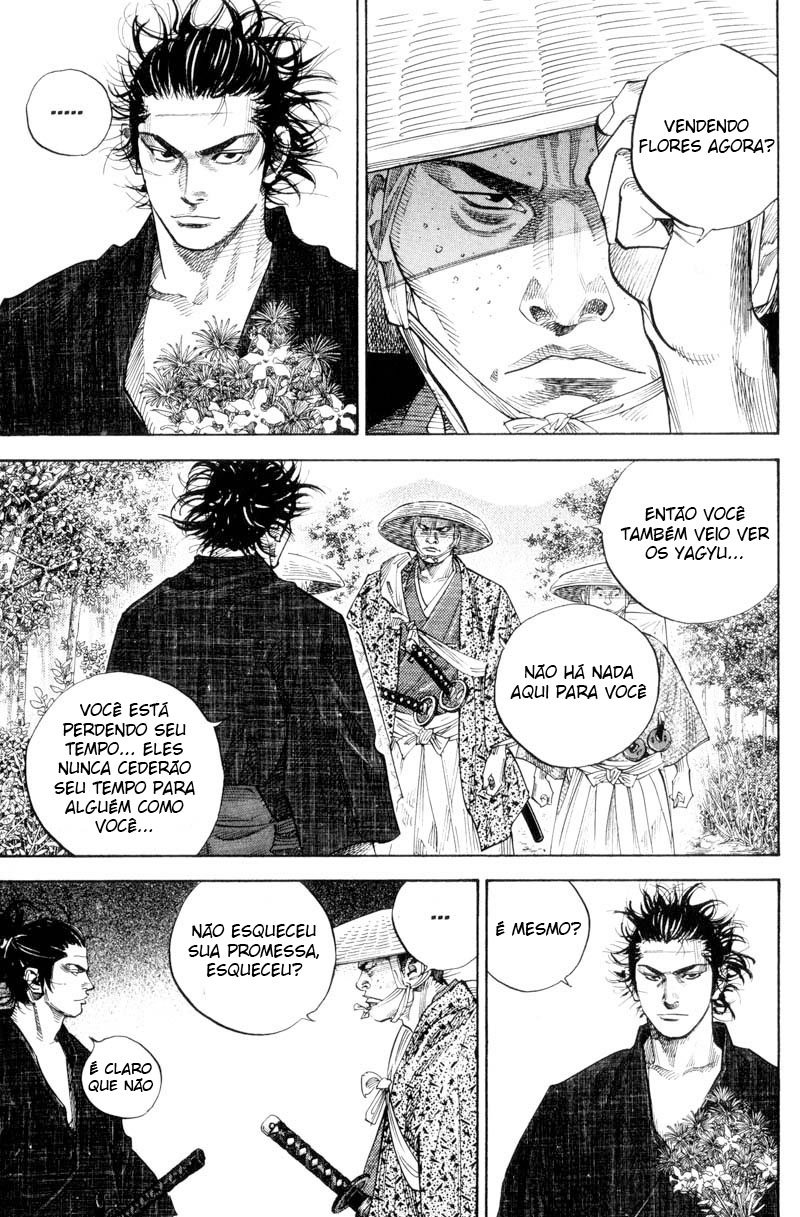 VENDENDO
FLORES AGORA?
.....
ENTÃO VOCÊ
TAMBÉM VEIO VER
OS YAGYU...
NÃO HÁ NADA
AQUI PARA VOCÊ
VOCÊ ESTÁ
PERDENDO SEU
TEMPO... ELES
NUNCA CEDERÃO
SEU TEMPO PARA
ALGUÉM COMO
VOCÊ...
É MESMO?
...
NÃO ESQUECEU
SUA PROMESSA,
ESQUECEU?
É CLARO
QUE NÃO